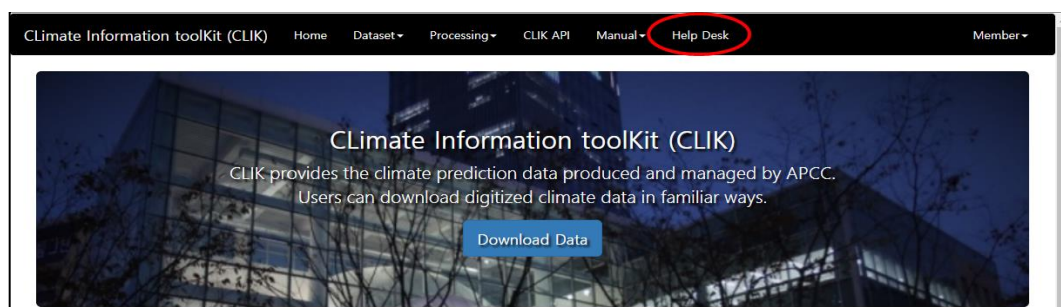 CLimate Information toolKit (CLIK) Home Dataset Processing CLIK API Manual Help Desk Member
CLimate Information toolKit (CLIK)
CLIK provides the climate prediction data produced and managed by APCC.
Users can download digitized climate data in familiar ways.
Download Data